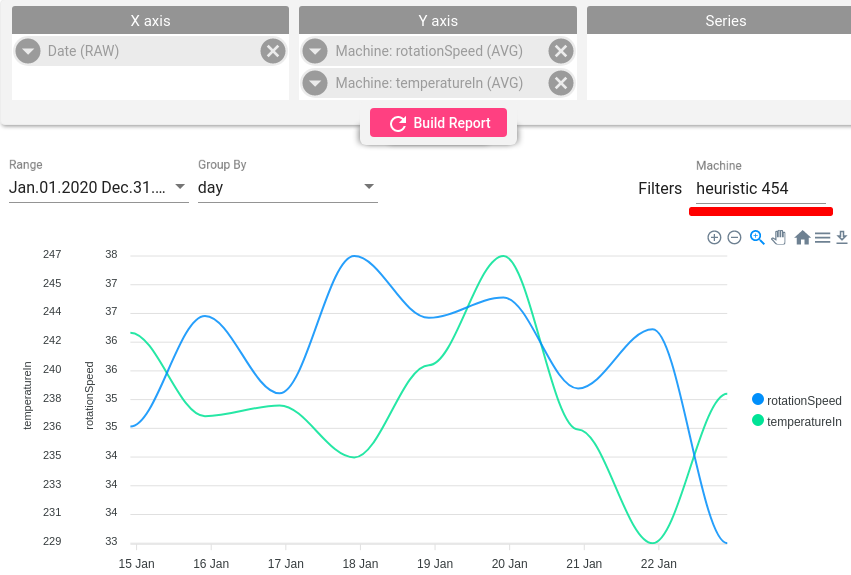 X axis
Y axis
Series
Date (RAW)
Machine: rotationSpeed (AVG)
Machine: temperatureIn (AVG)
Build Report
Range
Group By
Machine
Jan.01.2020 Dec.31....
day
Filters
heuristic 454
247 38
245 37
244 37
242 36
240 36
238 35
236 35
235 34
233 34
231 34
229 33
temperatureIn
rotationSpeed
rotationSpeed
temperatureIn
15 Jan 16 Jan 17 Jan 18 Jan 19 Jan 20 Jan 21 Jan 22 Jan